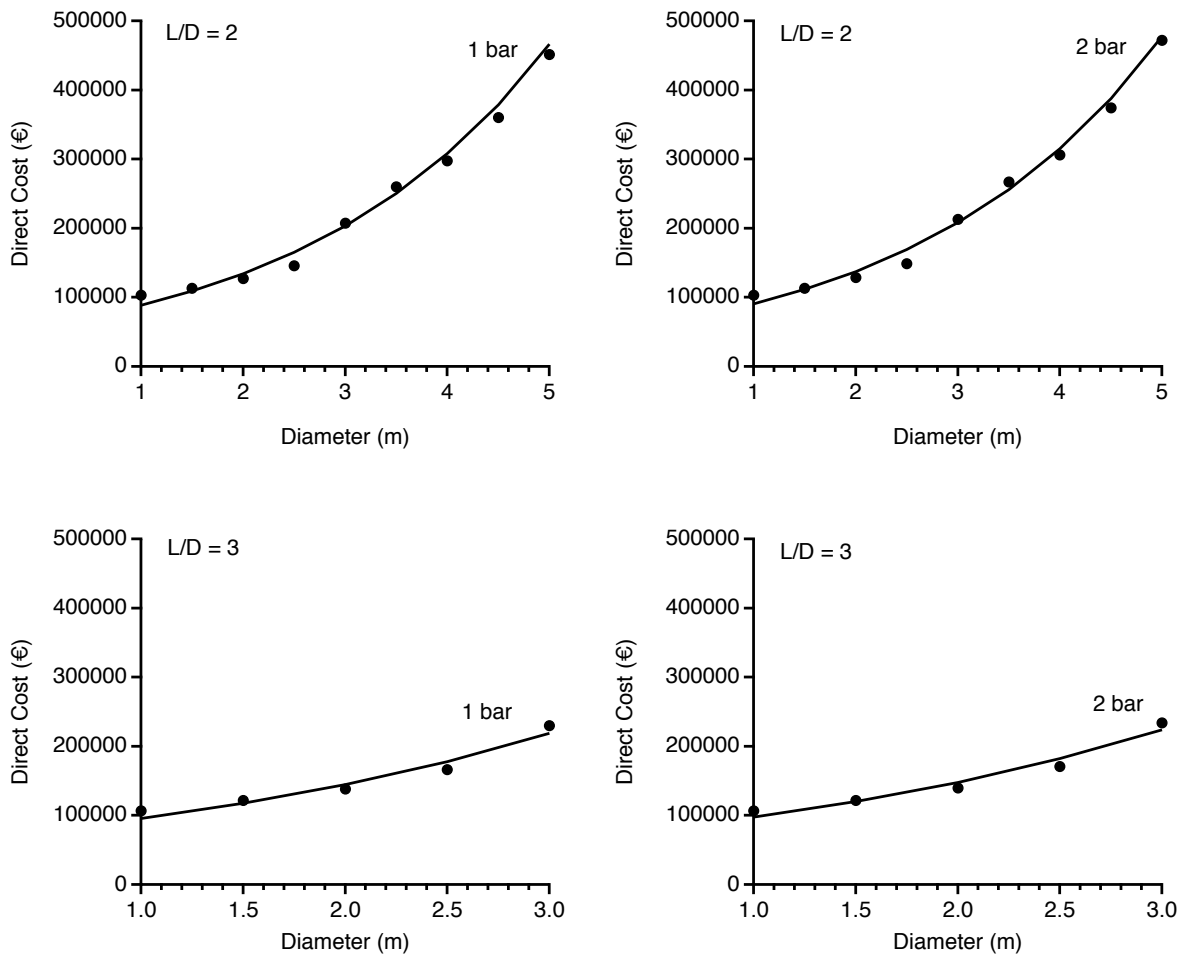 L/D = 2
1 bar
500000
400000
300000
200000
100000
0
1
2
3
4
5
Direct Cost (€)
Diameter (m)
L/D = 2
2 bar
500000
400000
300000
200000
100000
0
1
2
3
4
5
Direct Cost (€)
Diameter (m)
L/D = 3
1 bar
500000
400000
300000
200000
100000
0
1.0
1.5
2.0
2.5
3.0
Direct Cost (€)
Diameter (m)
L/D = 3
2 bar
500000
400000
300000
200000
100000
0
1.0
1.5
2.0
2.5
3.0
Direct Cost (€)
Diameter (m)